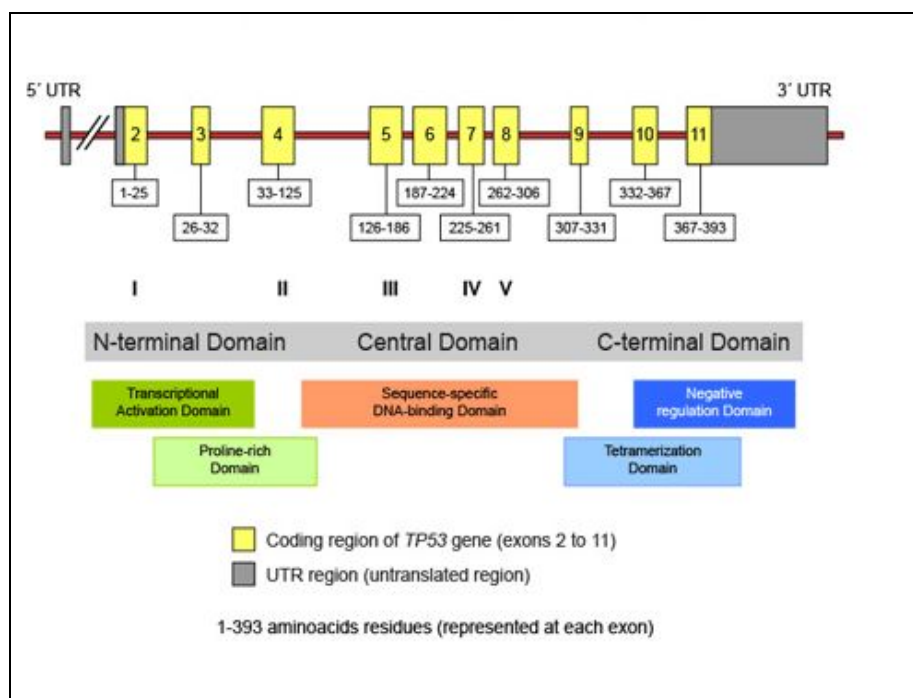 5´ UTR
3´ UTR
2
3
4
5
6
7
8
9
10
11
1-25
33-125
187-224
262-306
332-367
26-32
126-186
225-261
307-331
367-393
I
II
III
IV
V
N-terminal Domain
Central Domain
C-terminal Domain
Transcriptional
Activation Domain
Sequence-specific
DNA-binding Domain
Negative
regulation Domain
Proline-rich
Domain
Tetramerization
Domain
Coding region of TP53 gene (exons 2 to 11)
UTR region (untranslated region)
1-393 aminoacids residues (represented at each exon)